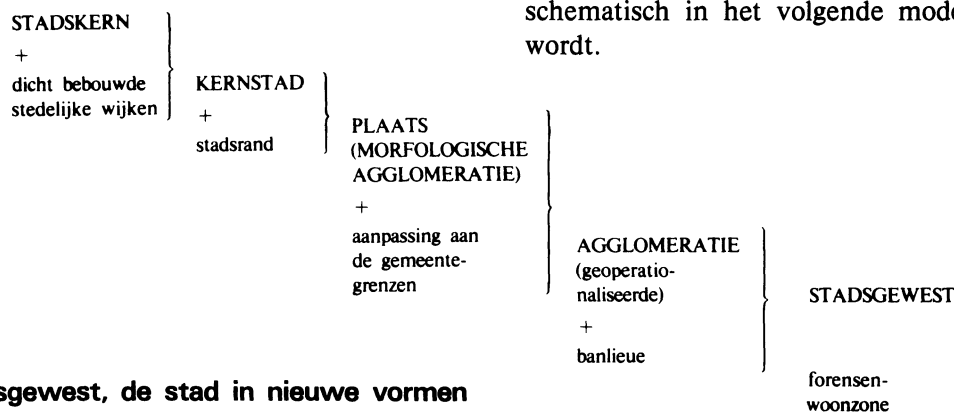 schematisch in het volgende
wordt.
STADSKERN
+
dicht bebouwde
stedelijke wijken
KERNSTAD
+
stadsrand
PLAATS
(MORFOLOGISCHE
AGGLOMERATIE)
+
aanpassing aan
de gemeente-
grenzen
AGGLOMERATIE
(geoperatio-
naliseerde)
+
banlieue
STADSGEWEST
forensen-
woonzone
sgewest, de stad in nieuwe vormen